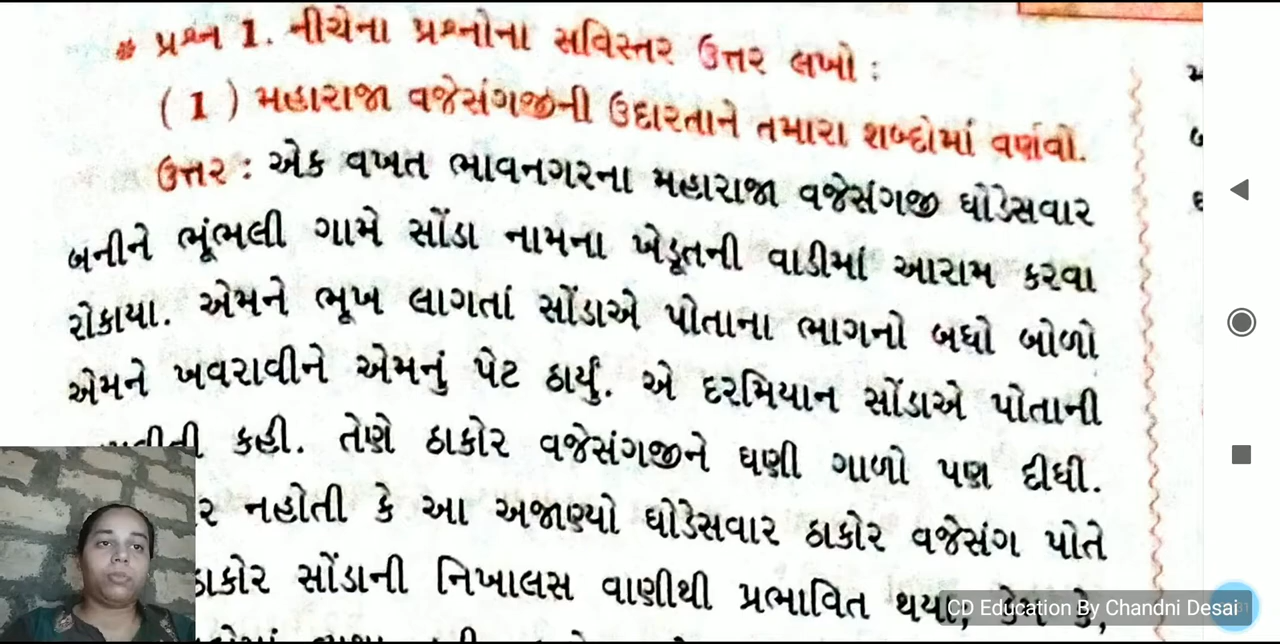 * પ્રશ્ન 1. નીચેના પ્રશ્નોના સવિસ્તર ઉત્તર લખો :
( 1 ) મહારાજા વજેસંગજીની ઉદારતાને તમારા શબ્દોમાં વર્ણવો.
ઉત્તર : એક વખત ભાવનગરના મહારાજા વજેસંગજી ઘોડેસવાર
બનીને ભૂંભલી ગામે સોંડા નામના ખેડૂતની વાડીમાં આરામ કરવા
રોકાયા. એમને ભૂખ લાગતાં સોંડાએ પોતાના ભાગનો બધો બોળો
એમને ખવરાવીને એમનું પેટ ઠાર્યું. એ દરમિયાન સોંડાએ પોતાની
કહી. તેણે ઠાકોર વજેસંગજીને ઘણી ગાળો પણ દીધી.
નહોતી કે આ અજાણ્યો ઘોડેસવાર ઠાકોર વજેસંગ પોતે
ઠાકોર સોંડાની નિખાલસ વાણીથી પ્રભાવિત થયા, કેમ કે,
CD Education By Chandni Desai